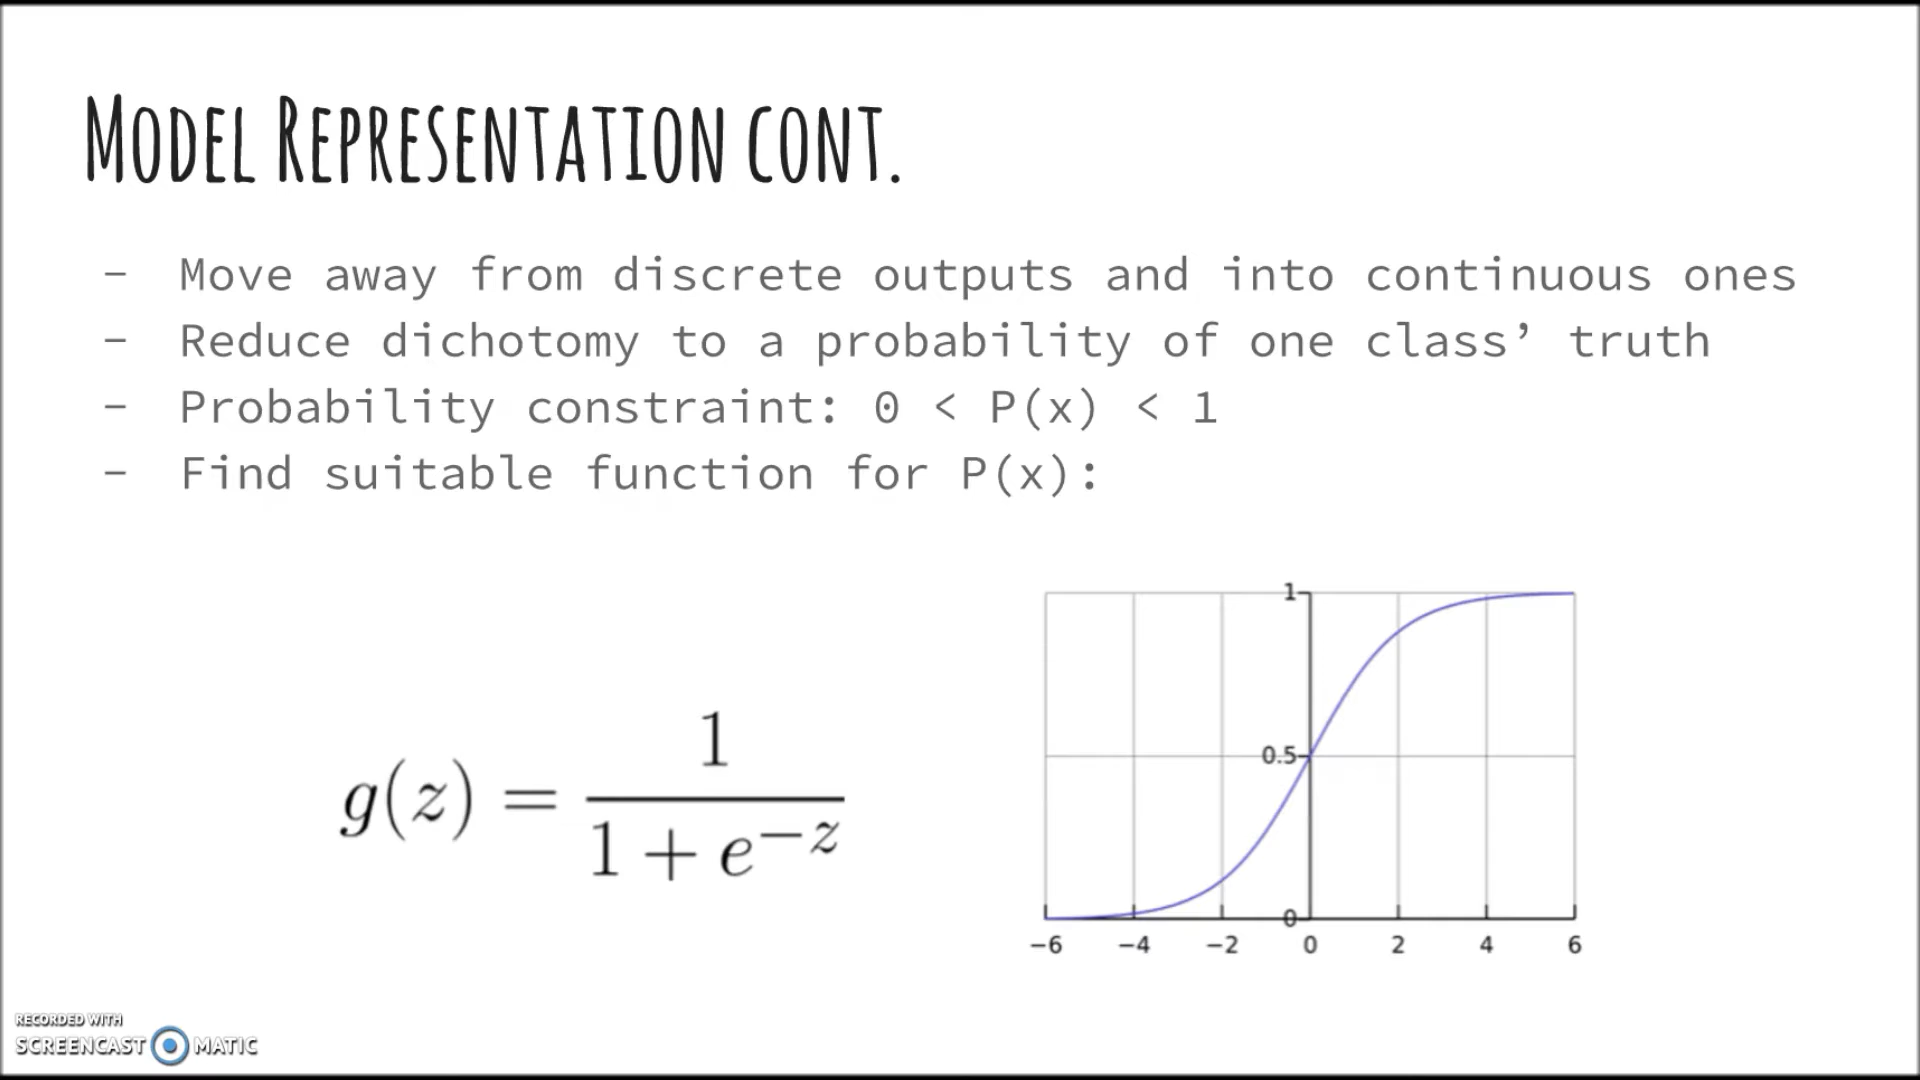 Model Representation cont.
- Move away from discrete outputs and into continuous ones
- Reduce dichotomy to a probability of one class’ truth
- Probability constraint: 0 < P(x) < 1
- Find suitable function for P(x):
g(z) = 1 / (1 + e^{−z})
1
0.5
0
−6 −4 −2 0 2 4 6
RECORDED WITH
SCREENCAST MATIC